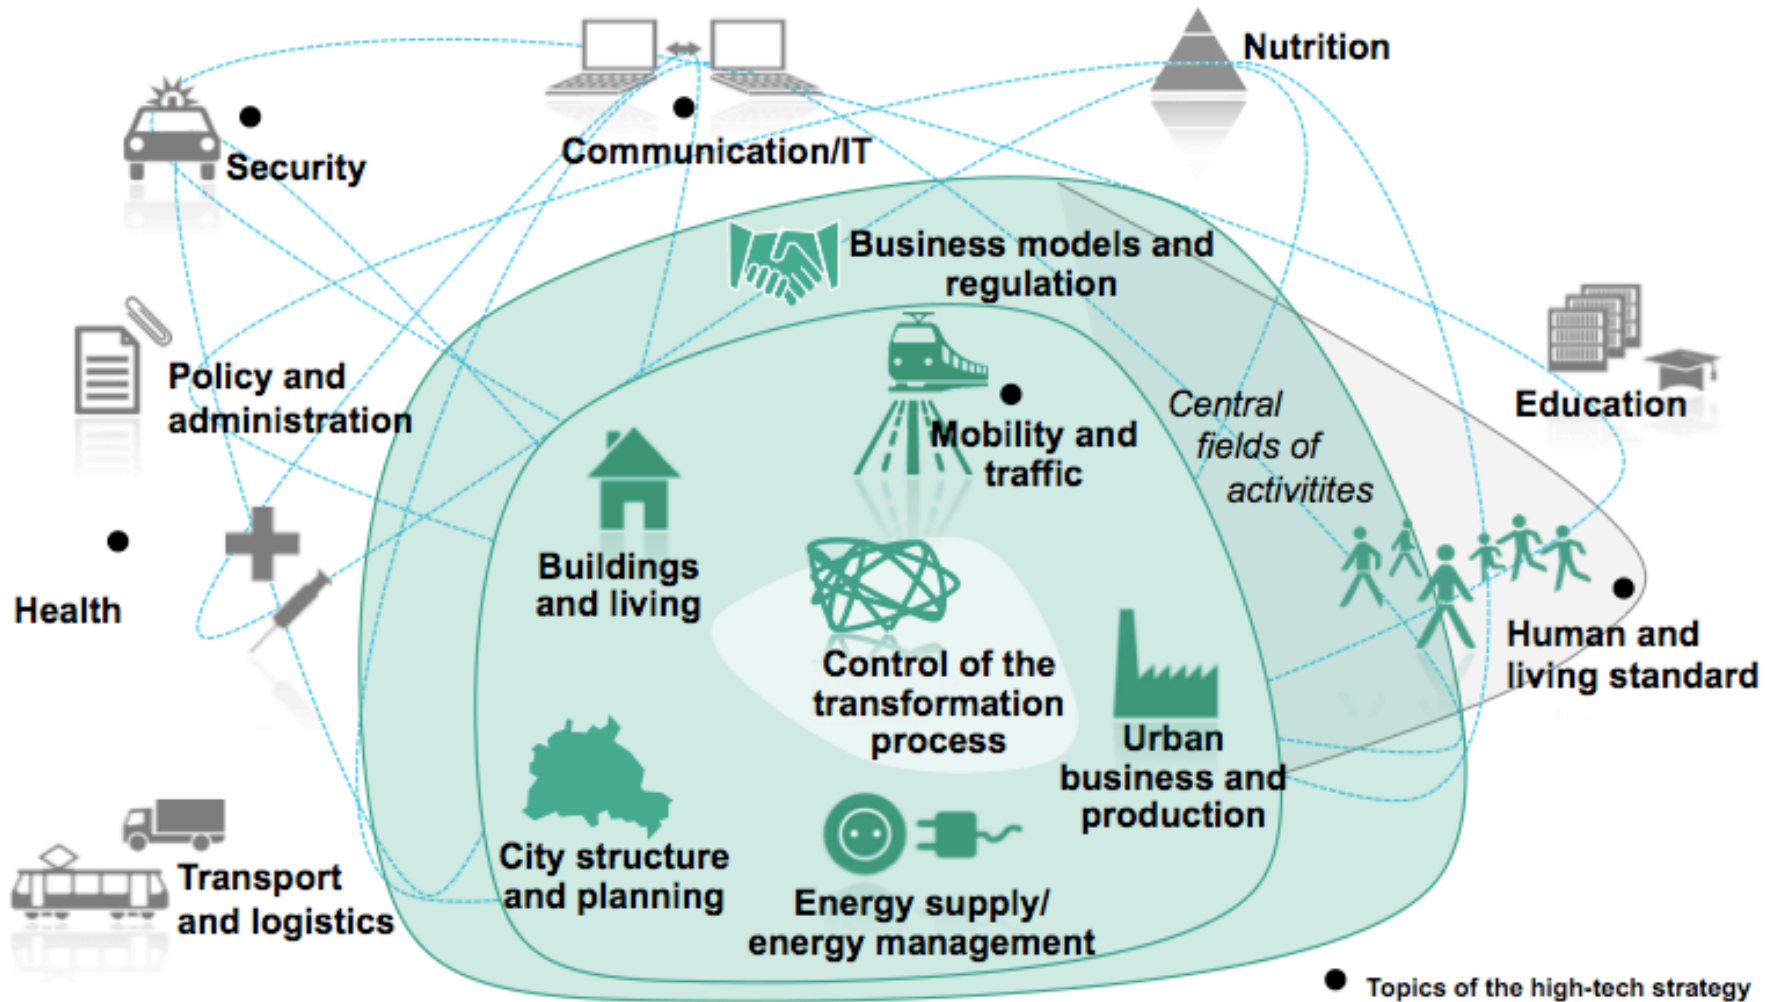 Nutrition
Security
Communication/IT
Business models and
regulation
Policy and
administration
Education
Central
fields of
activitites
Mobility and
traffic
Buildings
and living
Health
Human and
living standard
Control of the
transformation
process
Urban
business and
production
City structure
and planning
Transport
and logistics
Energy supply/
energy management
Topics of the high-tech strategy